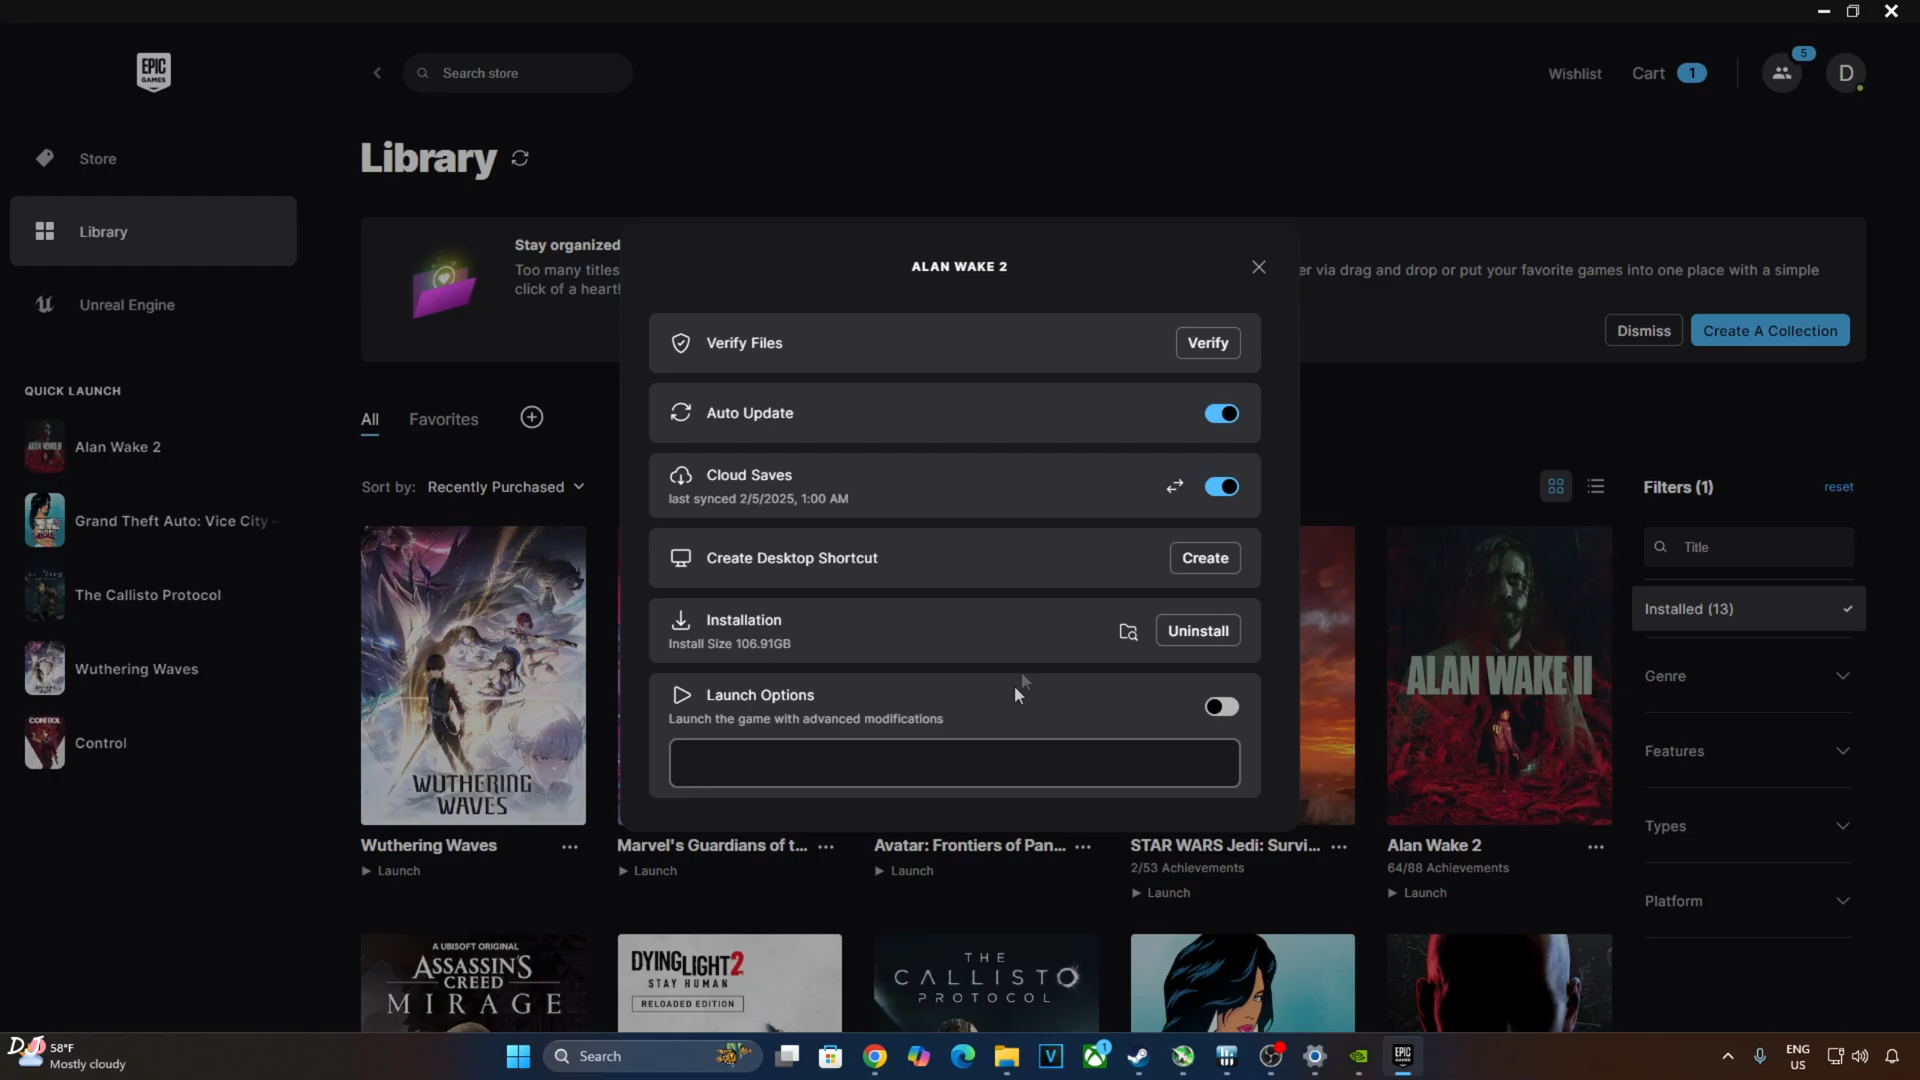 EPIC
GAMES
Search store
Wishlist
Cart
1
5
D
Store
Library
Library
Unreal Engine
Stay organized
Too many titles
click of a heart!
er via drag and drop or put your favorite games into one place with a simple
Dismiss
Create A Collection
ALAN WAKE 2
Verify Files
Verify
Auto Update
Cloud Saves
last synced 2/5/2025, 1:00 AM
Create Desktop Shortcut
Create
Installation
Install Size 106.91GB
Uninstall
Launch Options
Launch the game with advanced modifications
QUICK LAUNCH
Alan Wake 2
Grand Theft Auto: Vice City -
The Callisto Protocol
Wuthering Waves
CONTROL
Control
All
Favorites
Sort by: Recently Purchased
Filters (1)
reset
Title
Installed (13)
Genre
Features
Types
Platform
WUTHERING
WAVES
ALAN WAKE II
Wuthering Waves
Launch
Marvel's Guardians of t...
Launch
Avatar: Frontiers of Pan...
Launch
STAR WARS Jedi: Survi...
2/53 Achievements
Launch
Alan Wake 2
64/88 Achievements
Launch
A UBISOFT ORIGINAL
ASSASSIN'S
CREED
MIRAGE
DYING LIGHT 2
STAY HUMAN
RELOADED EDITION
THE
CALLISTO
PROTOCOL
DJ
58°F
Mostly cloudy
Search
V
1
EPIC
GAMES
ENG
US